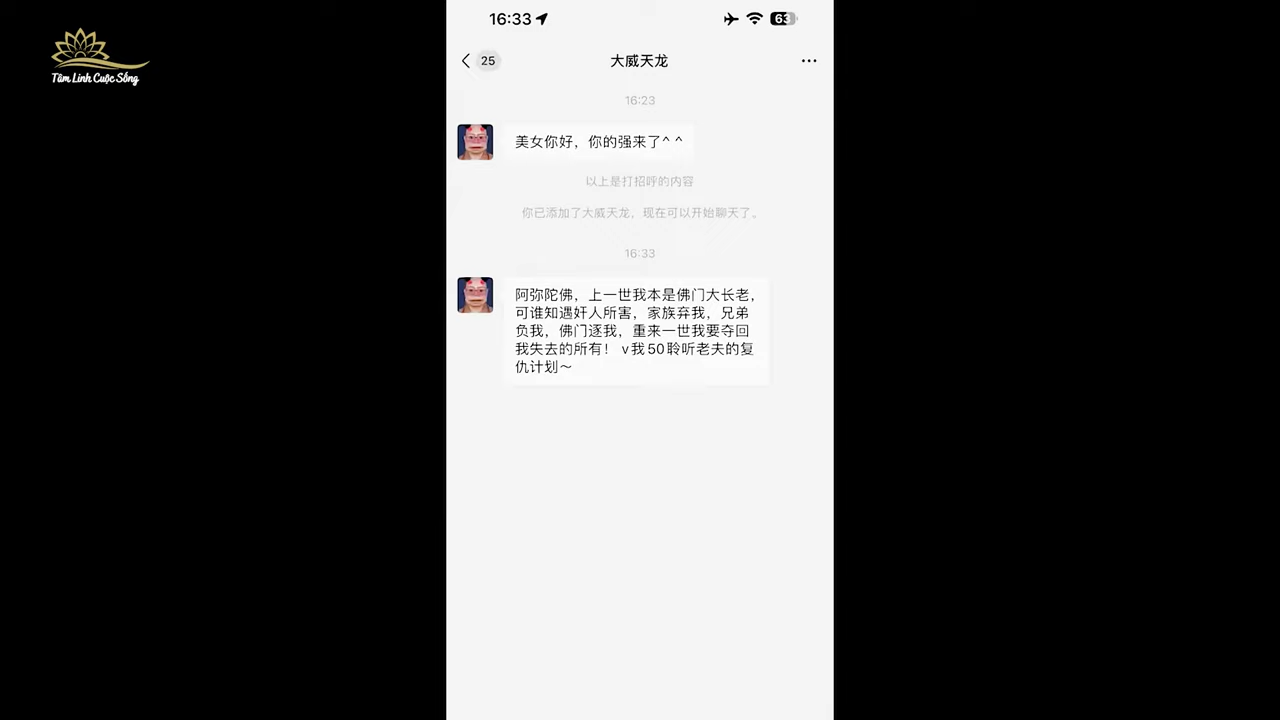 Tâm Linh Cuộc Sống
16:33
63
25
大威天龙
16:23
美女你好，你的强来了^ ^
以上是打招呼的内容
你已添加了大威天龙，现在可以开始聊天了。
16:33
阿弥陀佛，上一世我本是佛门大长老，
可谁知遇奸人所害，家族弃我，兄弟
负我，佛门逐我，重来一世我要夺回
我失去的所有！ v我50聆听老夫的复
仇计划～